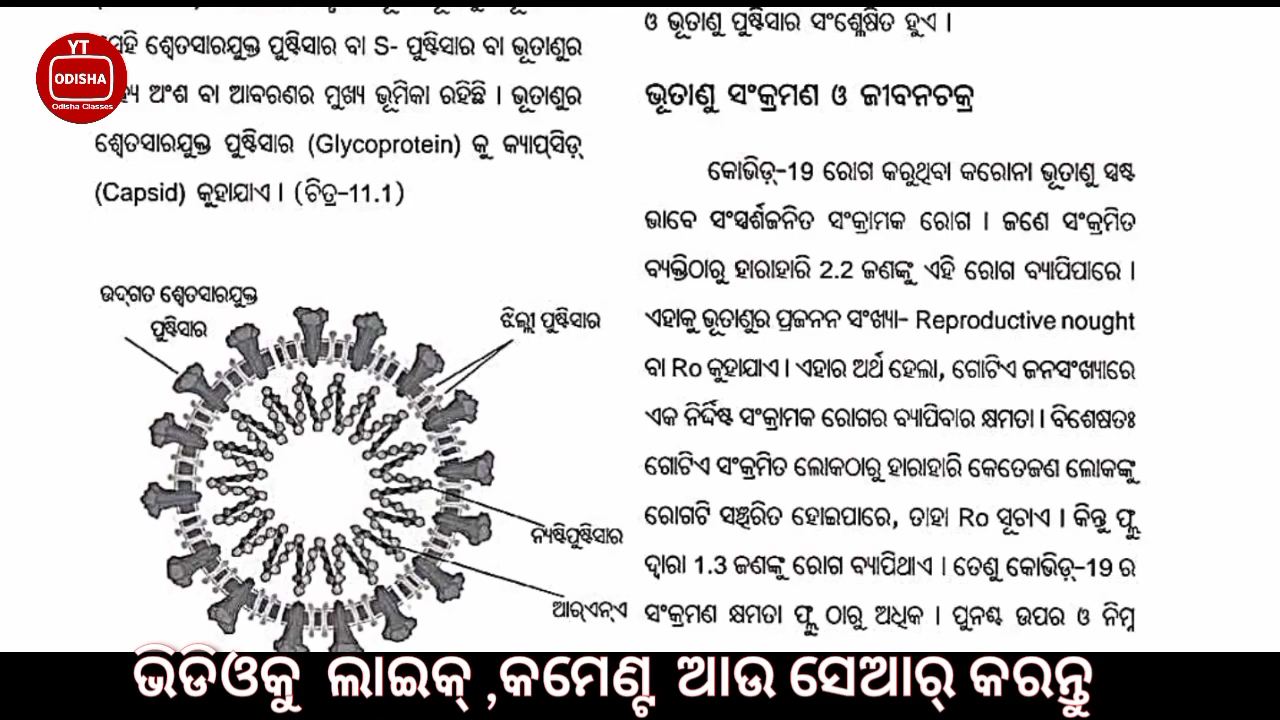 YT
ODISHA
Odisha Classes
ଶ୍ୱେତସାରଯୁକ୍ତ ପୁଷ୍ଟିସାର ବା S- ପୁଷ୍ଟିସାର ବା ଭୂତାଣୁର
ଅଂଶ ବା ଆବରଣର ମୁଖ୍ୟ ଭୂମିକା ରହିଛି । ଭୂତାଣୁର
ଶ୍ୱେତସାରଯୁକ୍ତ ପୁଷ୍ଟିସାର (Glycoprotein) କୁ କ୍ୟାପ୍‌ସିଡ଼୍
(Capsid) କୁହାଯାଏ । (ଚିତ୍ର-11.1)
ଉଦ୍‌ଗତ ଶ୍ୱେତସାରଯୁକ୍ତ
ପୁଷ୍ଟିସାର
ଝିଲ୍ଲୀ ପୁଷ୍ଟିସାର
ନ୍ୟଷ୍ଟିପୁଷ୍ଟିସାର
ଆର୍‌ଏନ୍‌ଏ
ଓ ଭୂତାଣୁ ପୁଷ୍ଟିସାର ସଂଶ୍ଳେଷିତ ହୁଏ ।
ଭୂତାଣୁ ସଂକ୍ରମଣ ଓ ଜୀବନଚକ୍ର
କୋଭିଡ଼୍-19 ରୋଗ କରୁଥିବା କରୋନା ଭୂତାଣୁ ସ୍ପଷ୍ଟ
ଭାବେ ସଂସ୍ପର୍ଶଜନିତ ସଂକ୍ରାମକ ରୋଗ । ଜଣେ ସଂକ୍ରମିତ
ବ୍ୟକ୍ତିଠାରୁ ହାରାହାରି 2.2 ଜଣଙ୍କୁ ଏହି ରୋଗ ବ୍ୟାପିପାରେ ।
ଏହାକୁ ଭୂତାଣୁର ପ୍ରଜନନ ସଂଖ୍ୟା- Reproductive nought
ବା Ro କୁହାଯାଏ । ଏହାର ଅର୍ଥ ହେଲା, ଗୋଟିଏ ଜନସଂଖ୍ୟାରେ
ଏକ ନିର୍ଦ୍ଦିଷ୍ଟ ସଂକ୍ରାମକ ରୋଗର ବ୍ୟାପିବାର କ୍ଷମତା । ବିଶେଷତଃ
ଗୋଟିଏ ସଂକ୍ରମିତ ଲୋକଠାରୁ ହାରାହାରି କେତେଜଣ ଲୋକଙ୍କୁ
ରୋଗଟି ସଞ୍ଚରିତ ହୋଇପାରେ, ତାହା Ro ସୂଚାଏ । କିନ୍ତୁ ଫ୍ଲୁ
ଦ୍ୱାରା 1.3 ଜଣଙ୍କୁ ରୋଗ ବ୍ୟାପିଥାଏ । ତେଣୁ କୋଭିଡ଼୍-19 ର
ସଂକ୍ରମଣ କ୍ଷମତା ଫ୍ଲୁ ଠାରୁ ଅଧିକ । ପୁନଶ୍ଚ ଉପର ଓ ନିମ୍ନ
ଭିଡିଓକୁ ଲାଇକ୍ ,କମେଣ୍ଟ ଆଉ ସେଆର୍ କରନ୍ତୁ